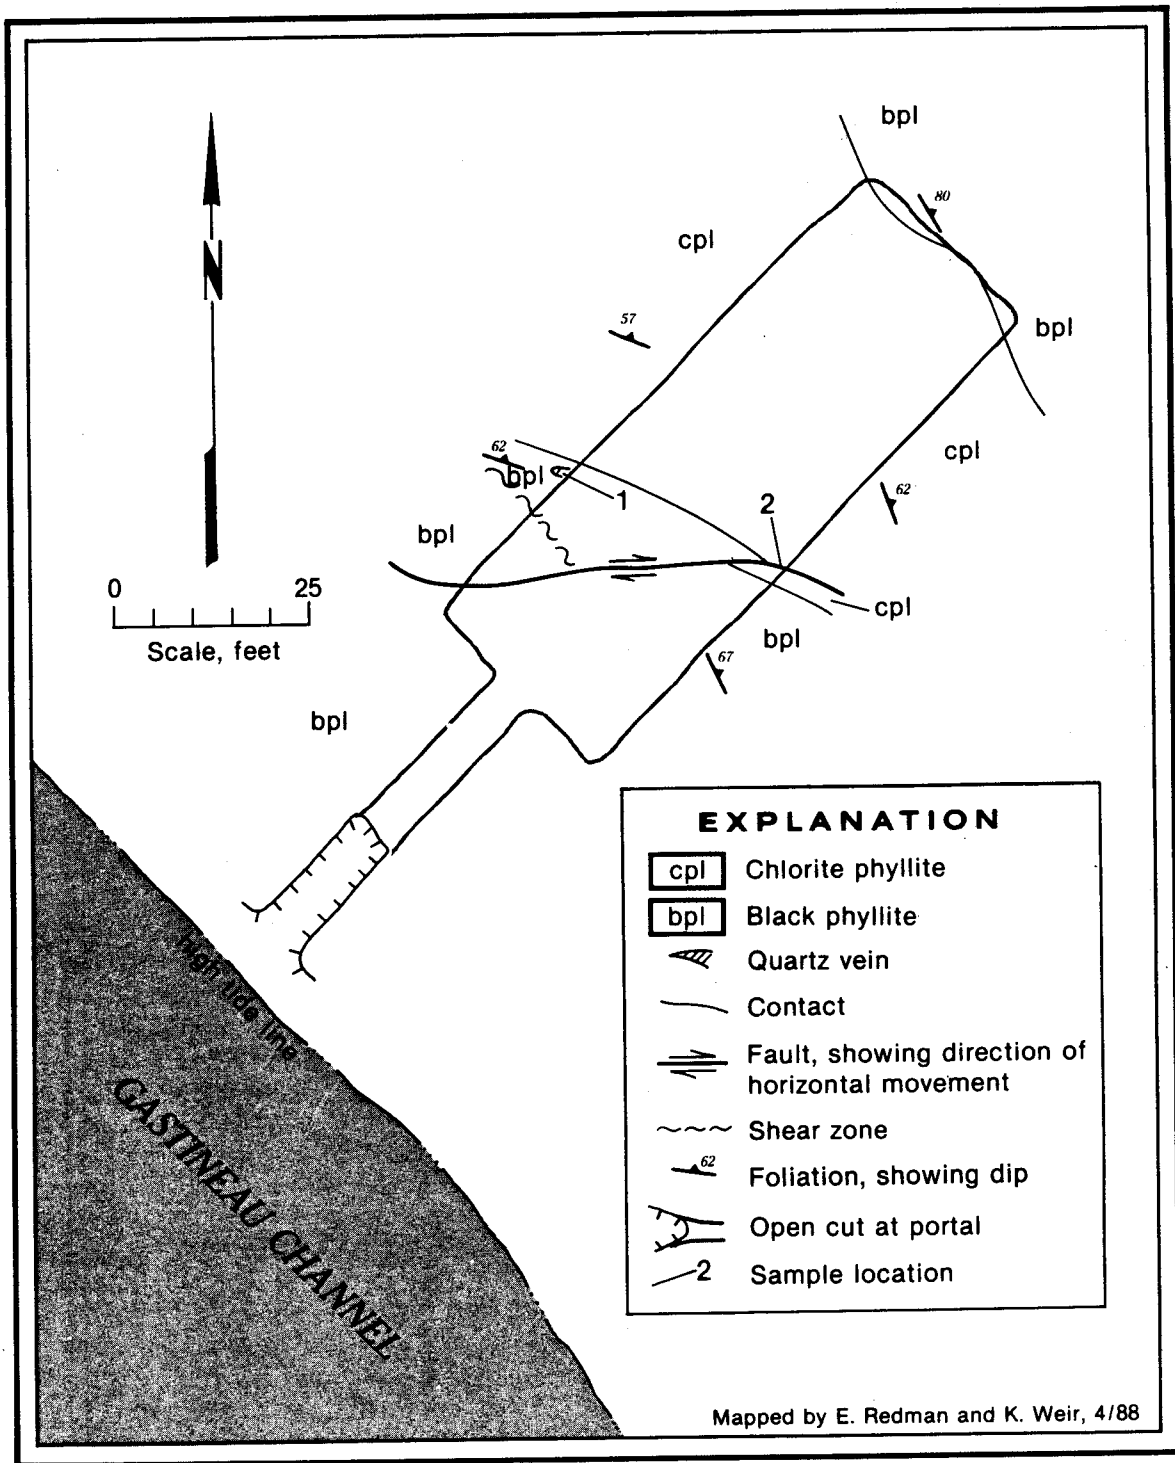 bpl
80
cpl
N
57
bpl
62
bpl
cpl
1
62
2
bpl
0 25
Scale, feet
cpl
bpl
67
bpl
high tide line
GASTINEAU CHANNEL
EXPLANATION
cpl Chlorite phyllite
bpl Black phyllite
Quartz vein
Contact
Fault, showing direction of
horizontal movement
Shear zone
62 Foliation, showing dip
Open cut at portal
2 Sample location
Mapped by E. Redman and K. Weir, 4/88